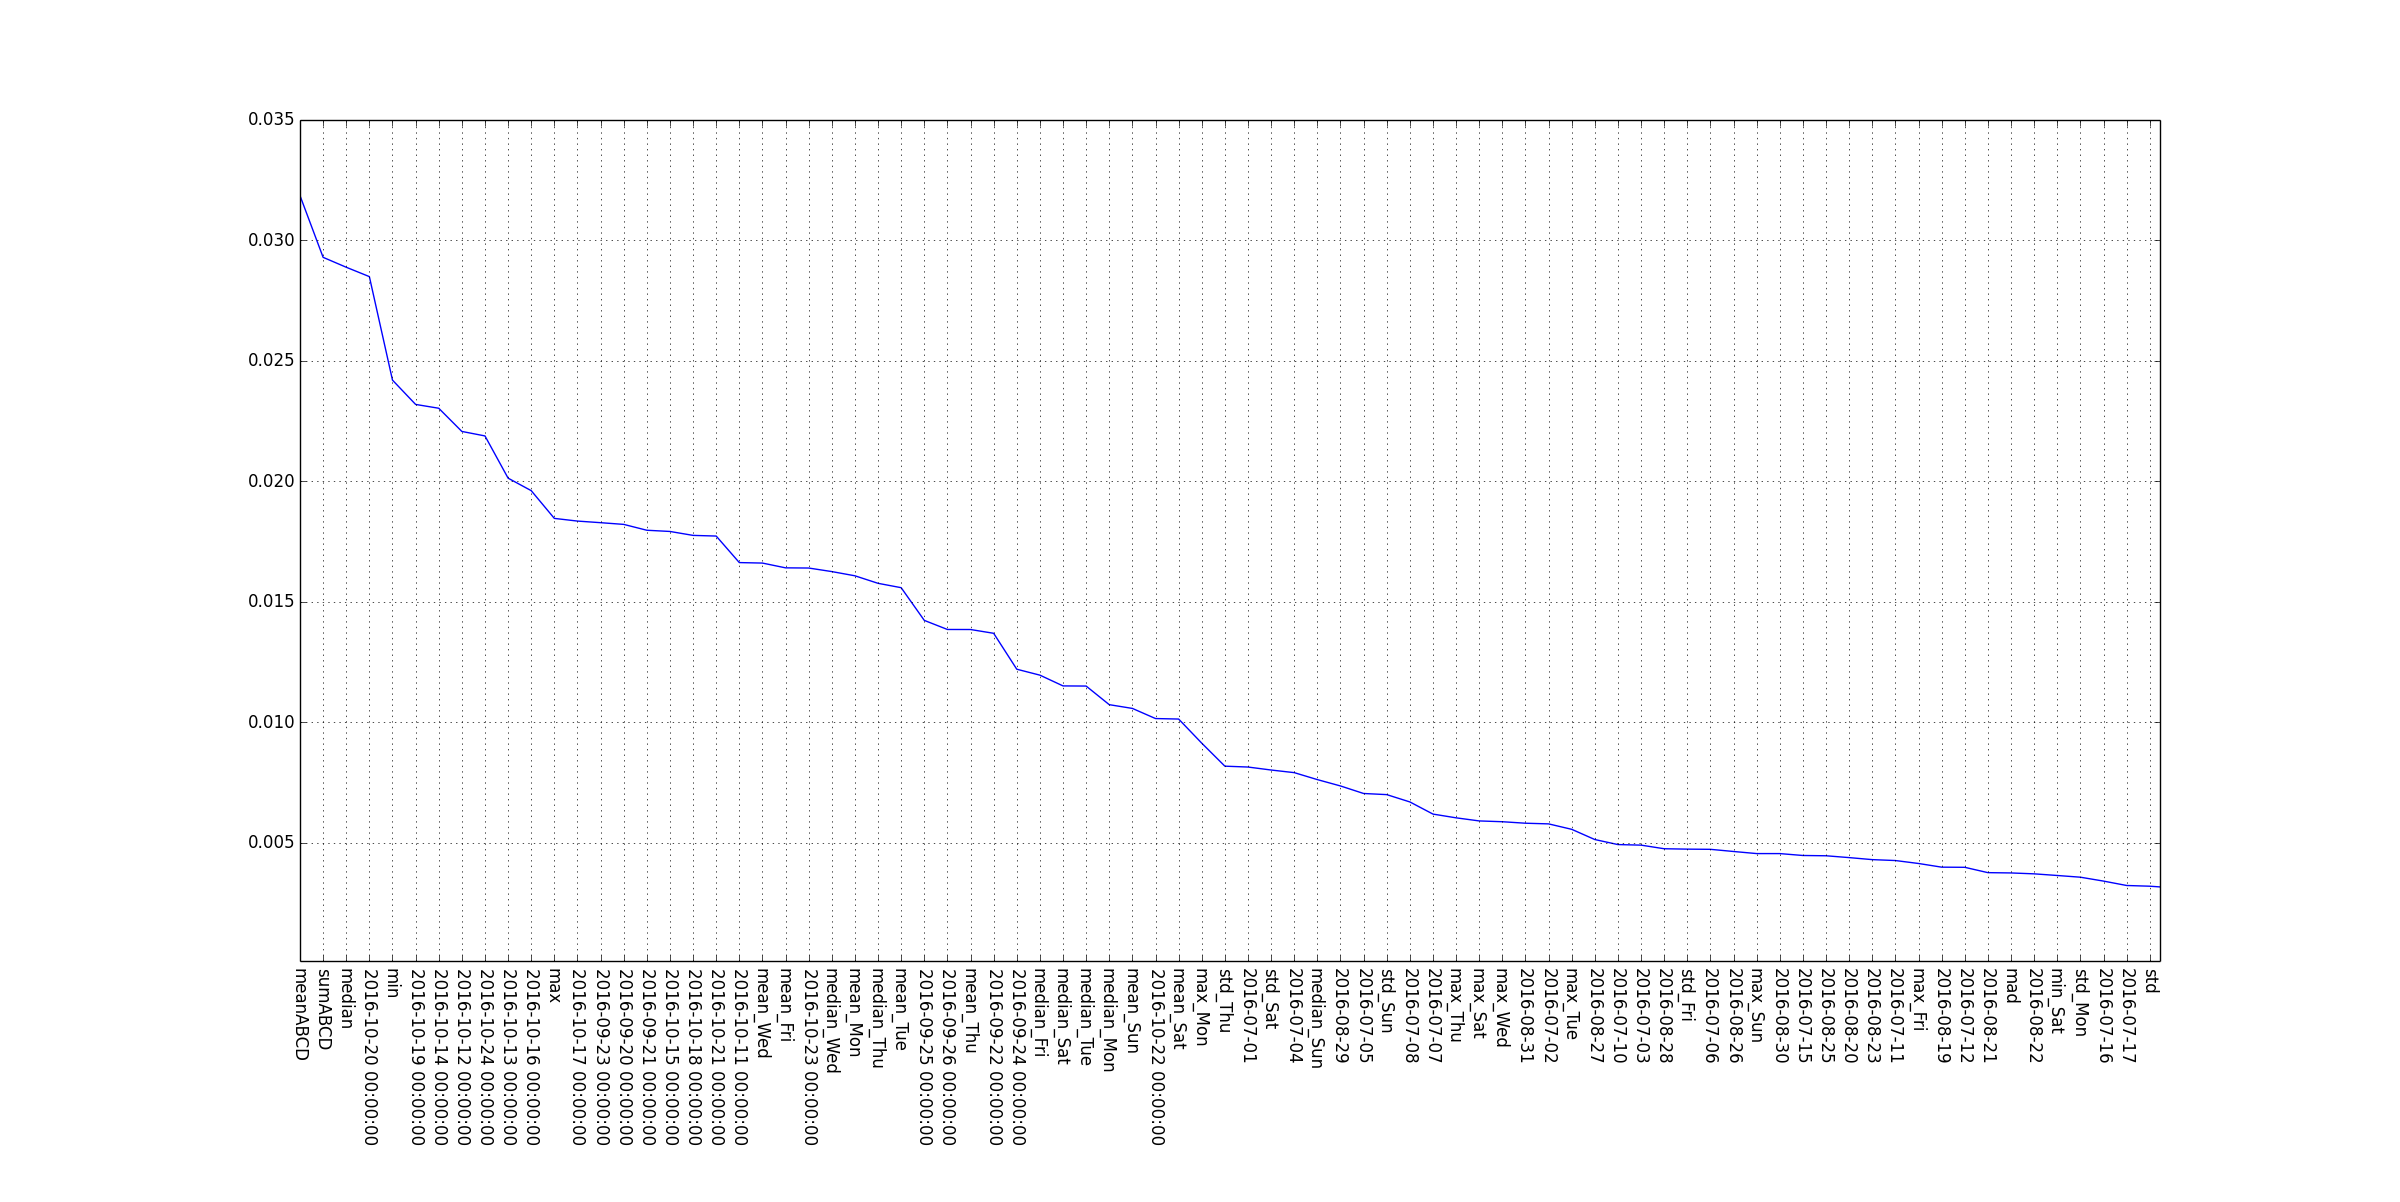 0.035
0.030
0.025
0.020
0.015
0.010
0.005
meanABCD
sumABCD
median
2016-10-20 00:00:00
min
2016-10-19 00:00:00
2016-10-14 00:00:00
2016-10-12 00:00:00
2016-10-24 00:00:00
2016-10-13 00:00:00
2016-10-16 00:00:00
max
2016-10-17 00:00:00
2016-09-23 00:00:00
2016-09-20 00:00:00
2016-09-21 00:00:00
2016-10-15 00:00:00
2016-10-18 00:00:00
2016-10-21 00:00:00
2016-10-11 00:00:00
mean_Wed
mean_Fri
2016-10-23 00:00:00
median_Wed
mean_Mon
median_Thu
mean_Tue
2016-09-25 00:00:00
2016-09-26 00:00:00
mean_Thu
2016-09-22 00:00:00
2016-09-24 00:00:00
median_Fri
median_Sat
median_Tue
median_Mon
mean_Sun
2016-10-22 00:00:00
mean_Sat
max_Mon
std_Thu
2016-07-01
std_Sat
2016-07-04
median_Sun
2016-08-29
2016-07-05
std_Sun
2016-07-08
2016-07-07
max_Thu
max_Sat
max_Wed
2016-08-31
2016-07-02
max_Tue
2016-08-27
2016-07-10
2016-07-03
2016-08-28
std_Fri
2016-07-06
2016-08-26
max_Sun
2016-08-30
2016-07-15
2016-08-25
2016-08-20
2016-08-23
2016-07-11
max_Fri
2016-08-19
2016-07-12
2016-08-21
mad
2016-08-22
min_Sat
std_Mon
2016-07-16
2016-07-17
std